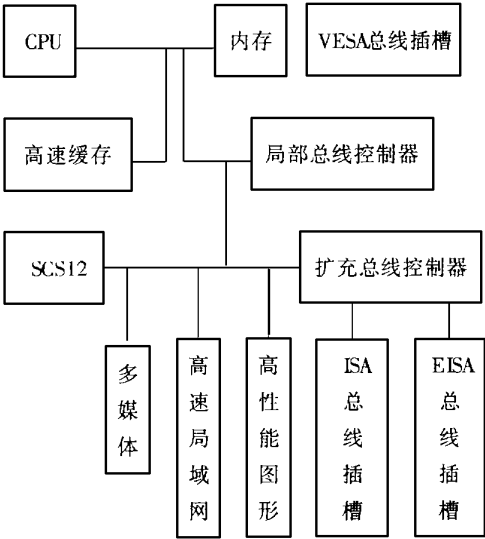 CPU
内存
VESA总线插槽
高速缓存
局部总线控制器
SCS12
扩充总线控制器
多媒体
高速局域网
高性能图形
ISA总线插槽
EISA总线插槽